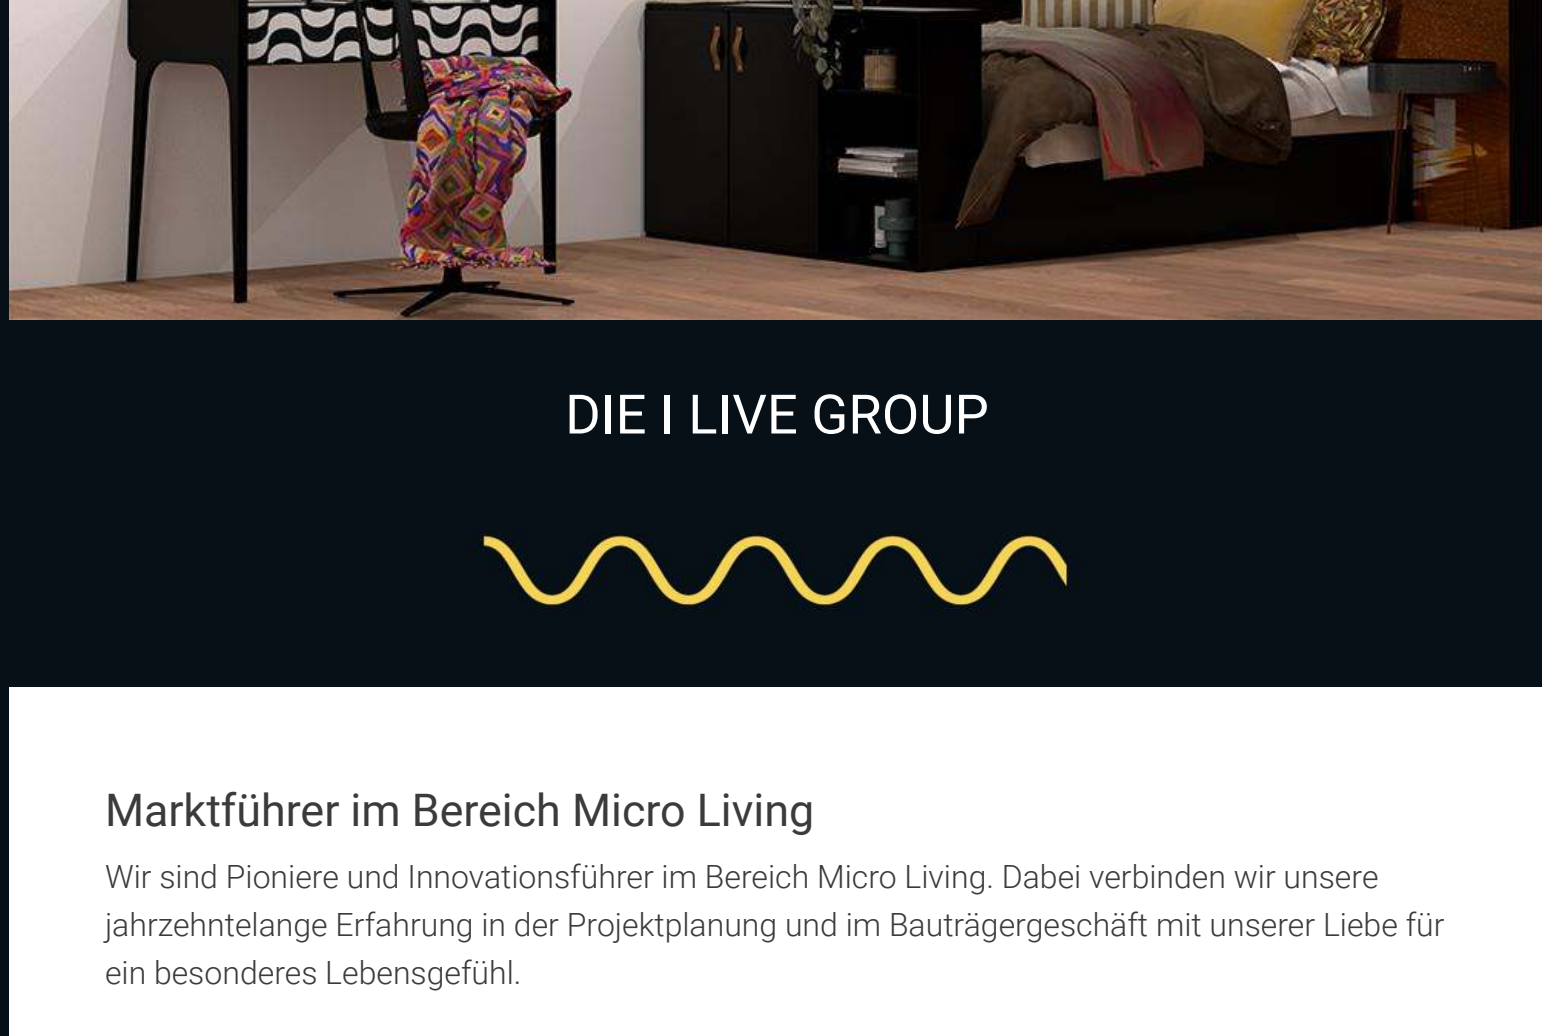 DIE I LIVE GROUP
Marktführer im Bereich Micro Living
Wir sind Pioniere und Innovationsführer im Bereich Micro Living. Dabei verbinden wir unsere
jahrzehntelange Erfahrung in der Projektplanung und im Bauträgergeschäft mit unserer Liebe für
ein besonderes Lebensgefühl.